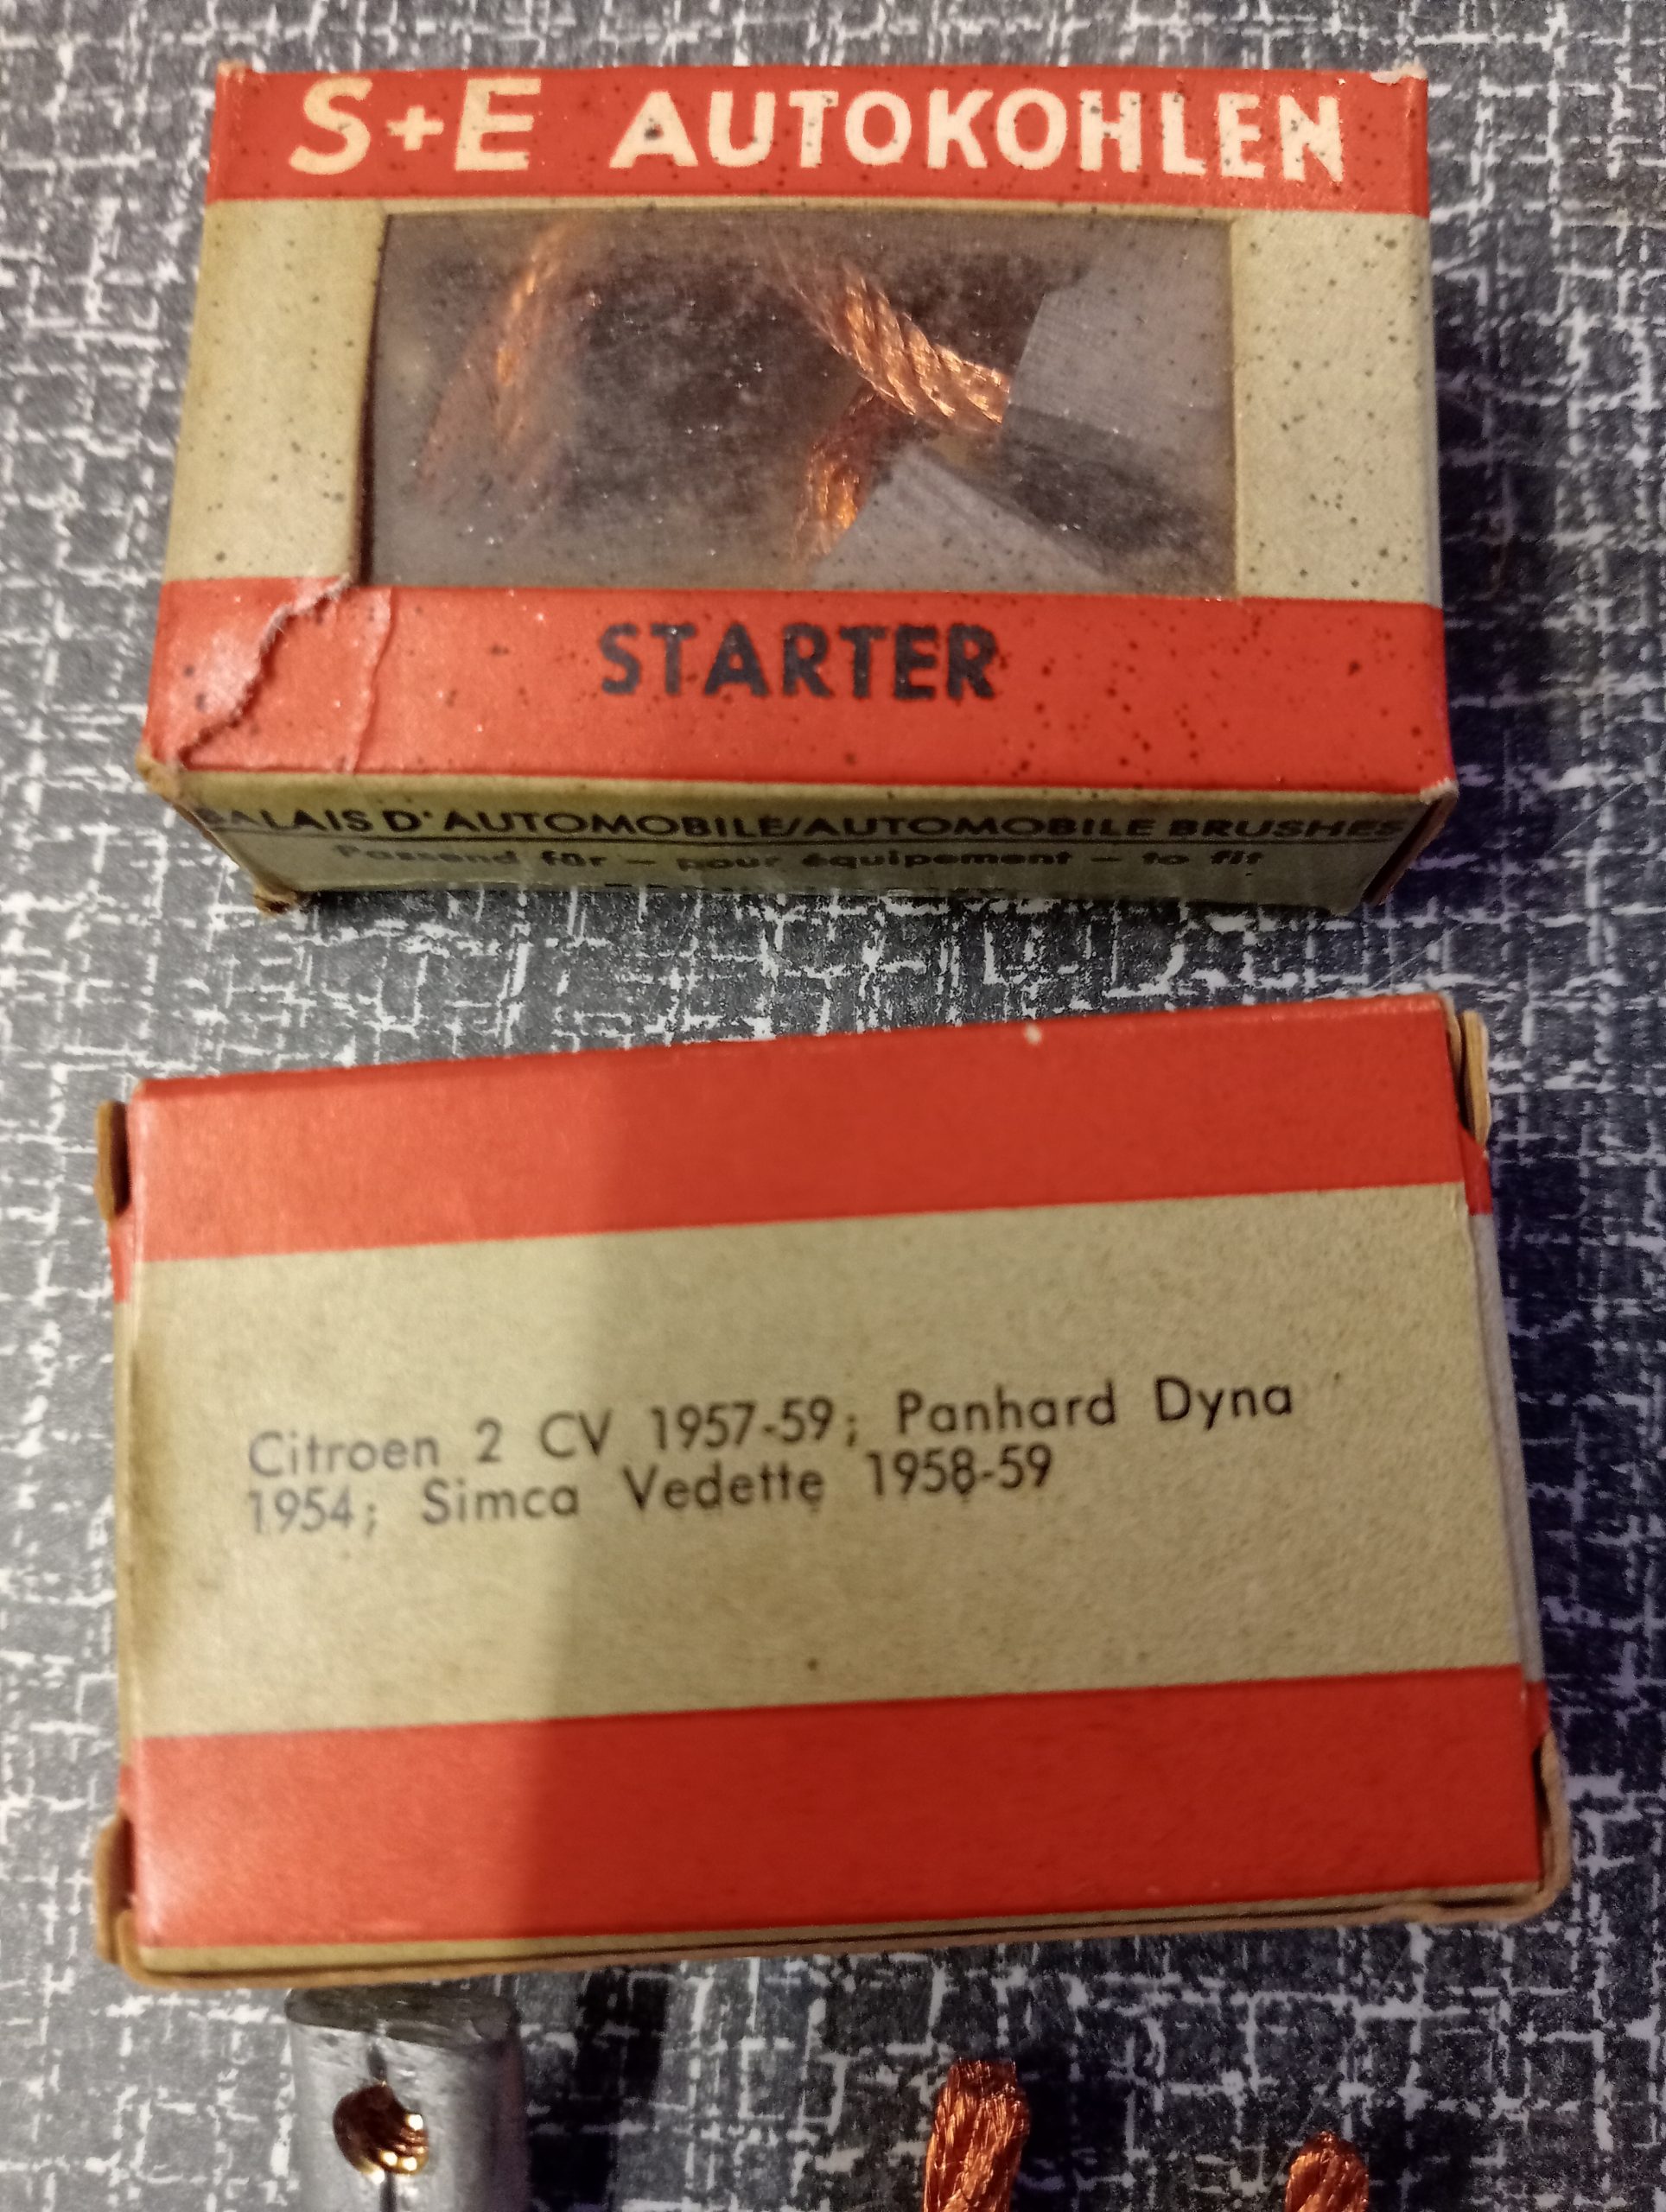 S+E AUTOKOHLEN
STARTER
BALAIS D'AUTOMOBILE/AUTOMOBILE BRUSHES
Passend für – pour équipement – to fit
Citroen 2 CV 1957-59; Panhard Dyna
1954; Simca Vedette 1958-59